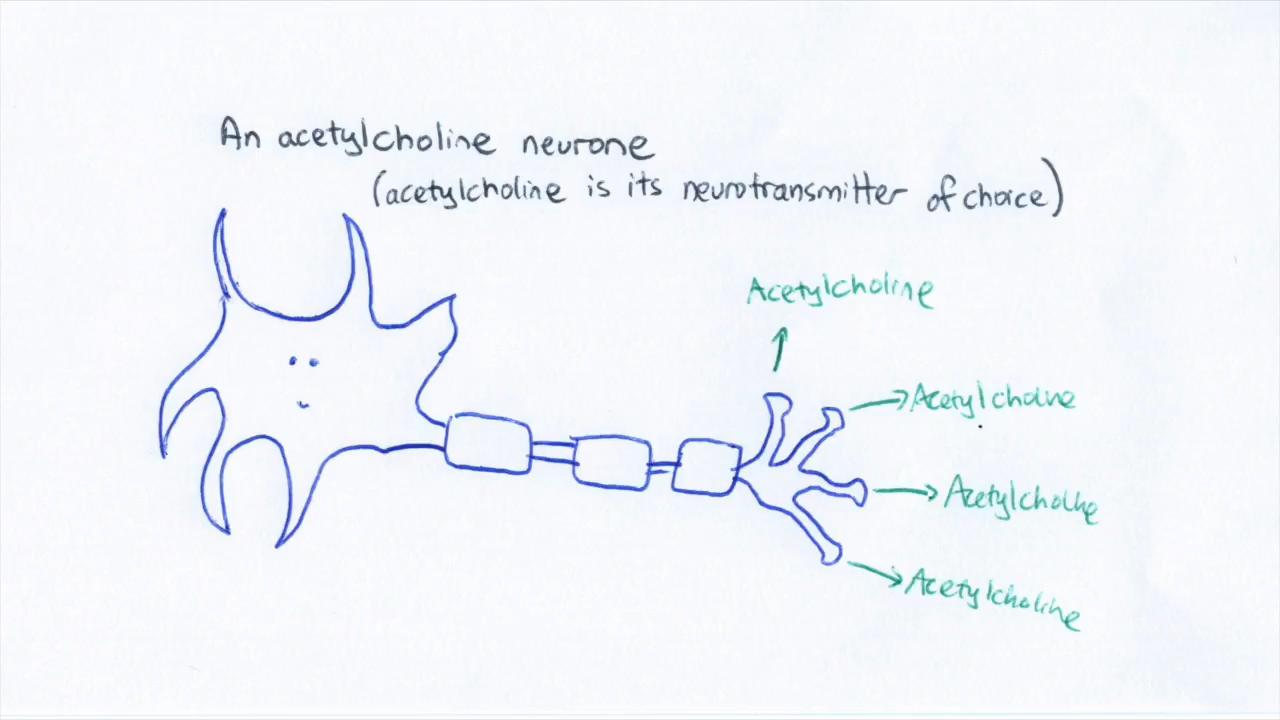 An acetylcholine neurone
(acetylcholine is its neurotransmitter of choice)
Acetylcholine
Acetylcholine
Acetylcholine
Acetylcholine